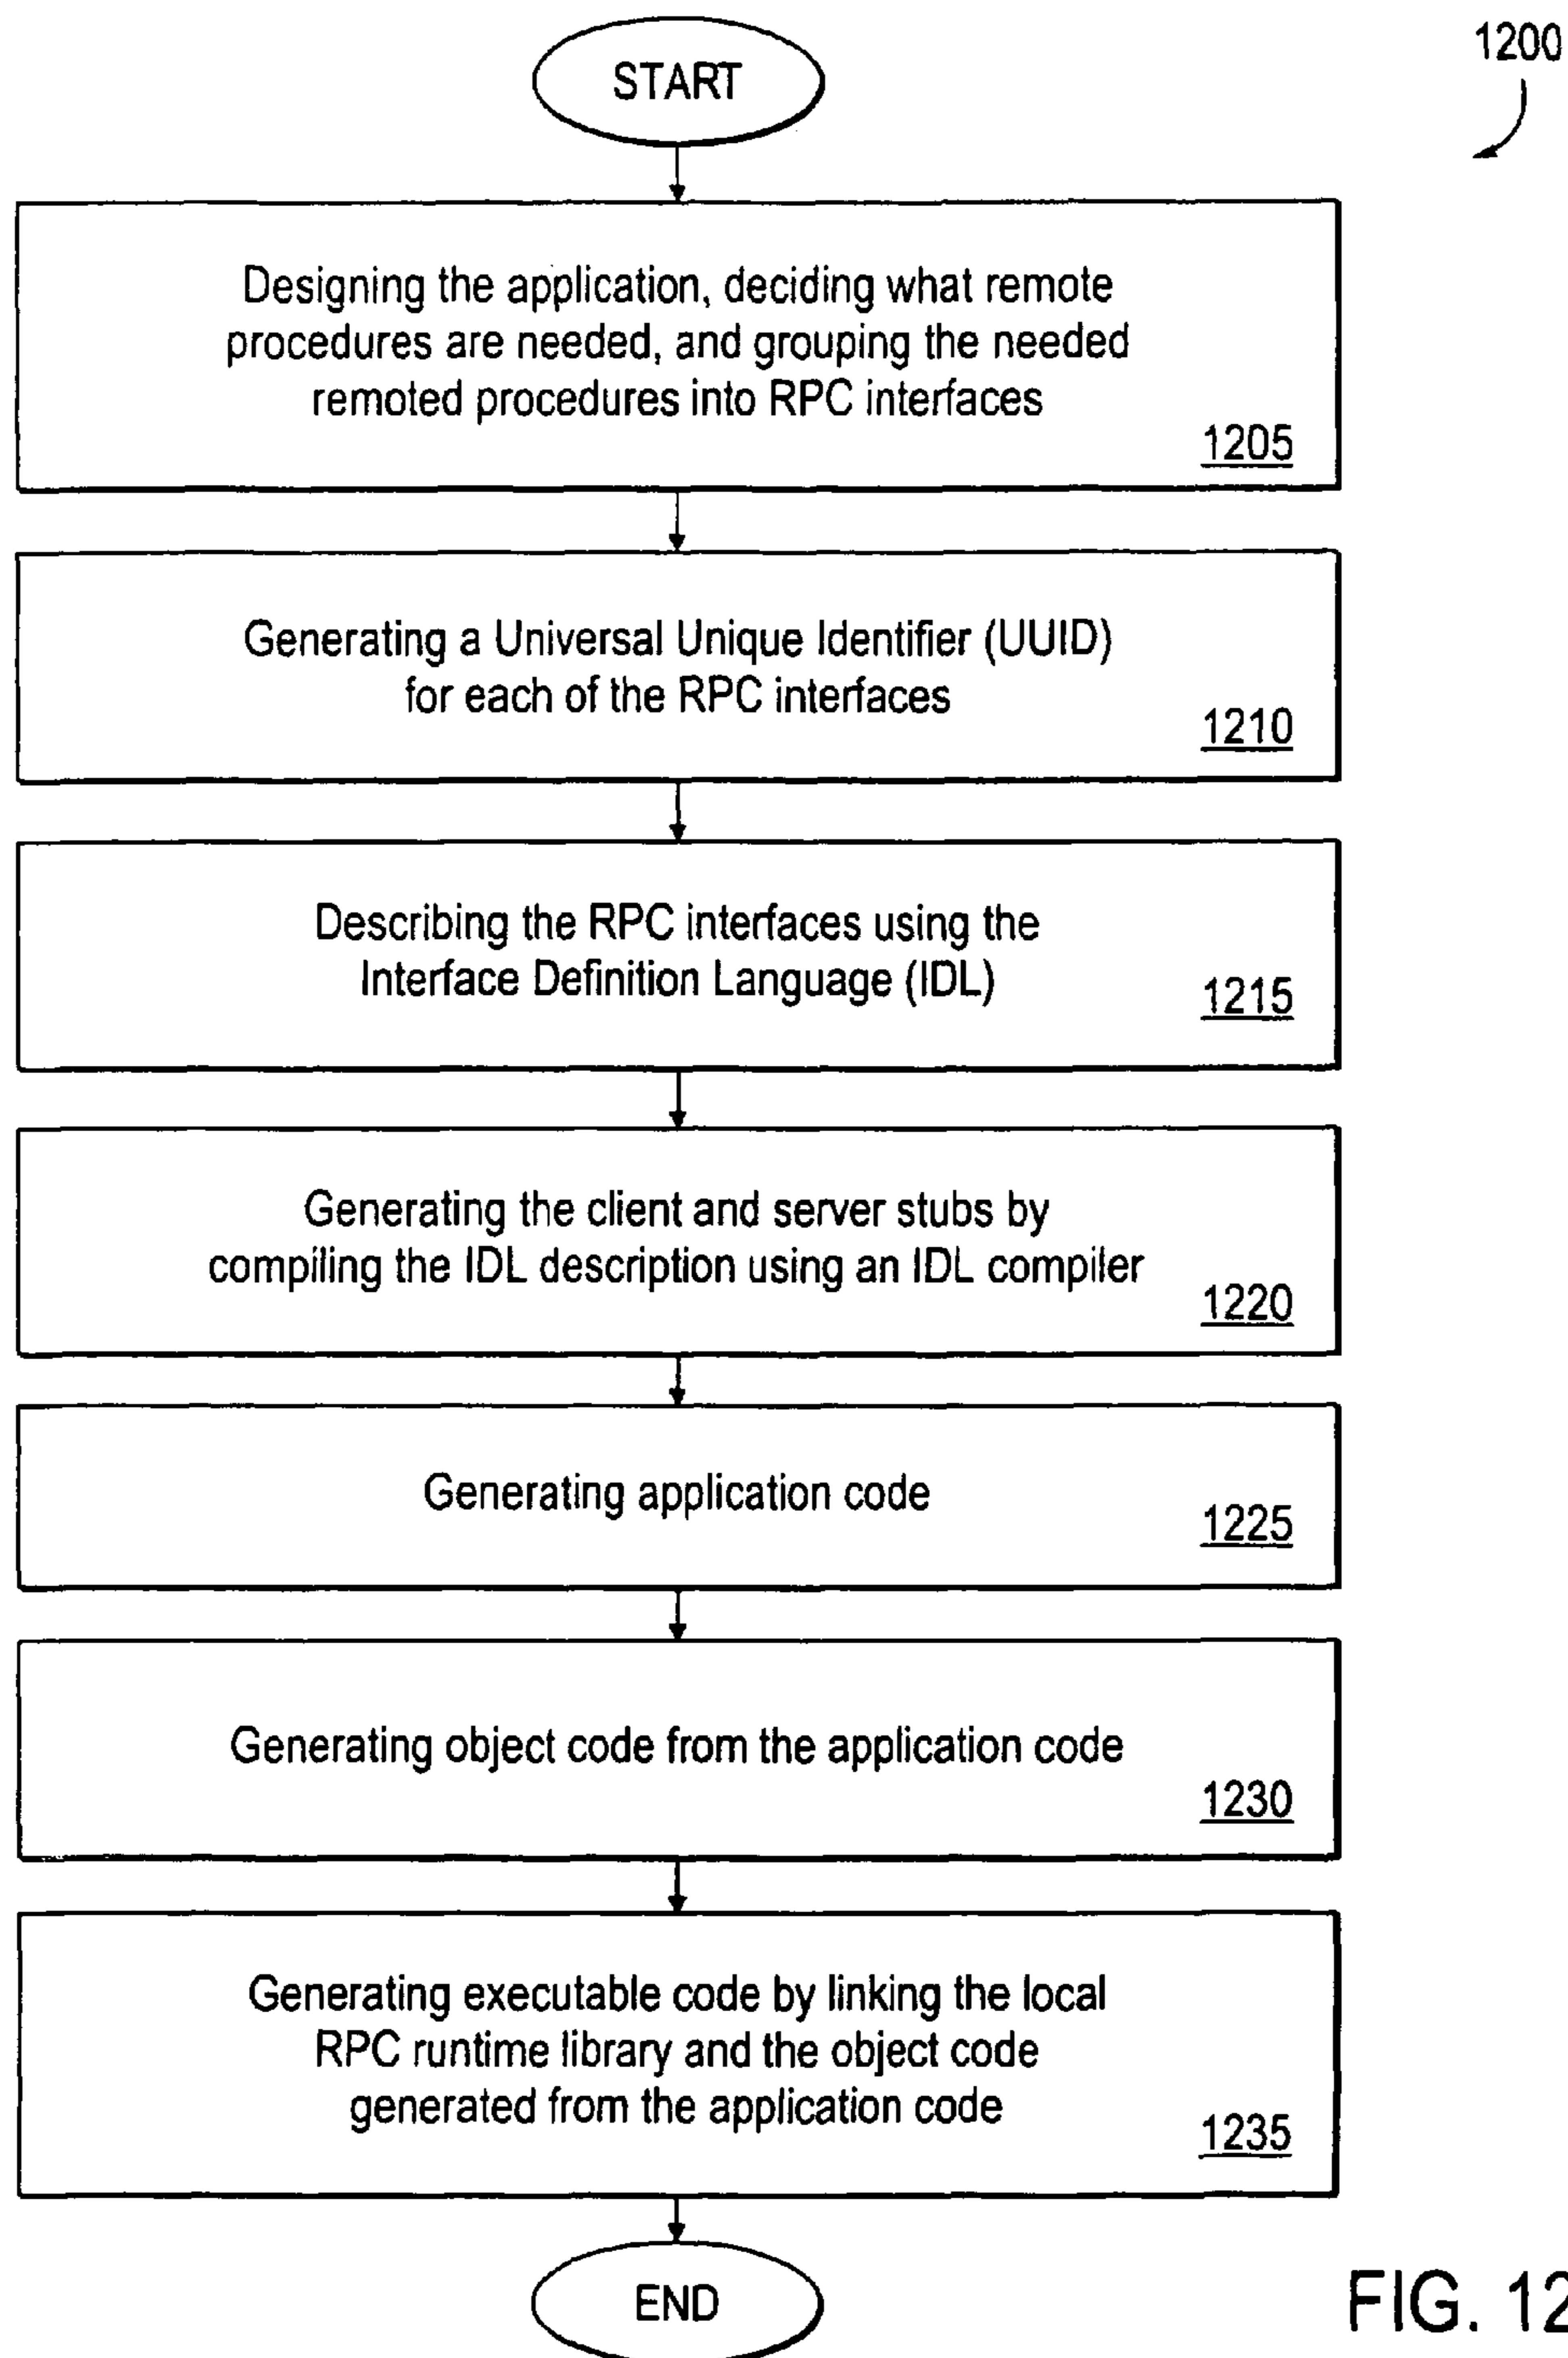 1200
START
Designing the application, deciding what remote
procedures are needed, and grouping the needed
remoted procedures into RPC interfaces
1205
Generating a Universal Unique Identifier (UUID)
for each of the RPC interfaces
1210
Describing the RPC interfaces using the
Interface Definition Language (IDL)
1215
Generating the client and server stubs by
compiling the IDL description using an IDL compiler
1220
Generating application code
1225
Generating object code from the application code
1230
Generating executable code by linking the local
RPC runtime library and the object code
generated from the application code
1235
END
FIG. 12